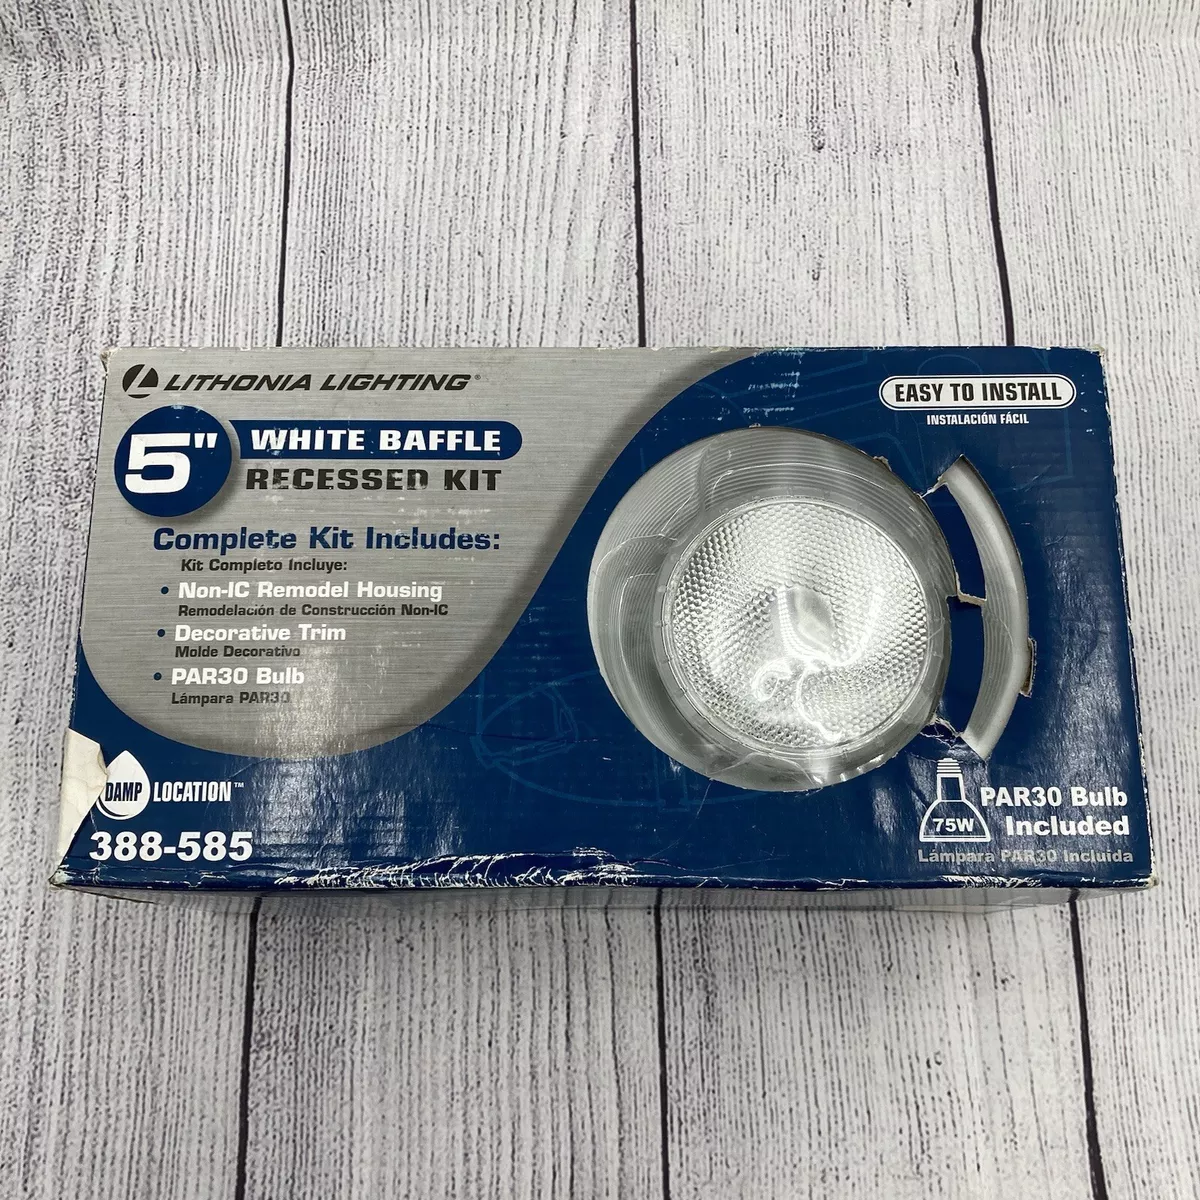 LITHONIA LIGHTING®
5" WHITE BAFFLE
RECESSED KIT
Complete Kit Includes:
Kit Completo Incluye:
• Non-IC Remodel Housing
Remodelación de Construcción Non-IC
• Decorative Trim
Molde Decorativo
• PAR30 Bulb
Lámpara PAR30
DAMP LOCATION™
388-585
EASY TO INSTALL
INSTALACIÓN FÁCIL
75W
PAR30 Bulb
Included
Lámpara PAR30 Incluida